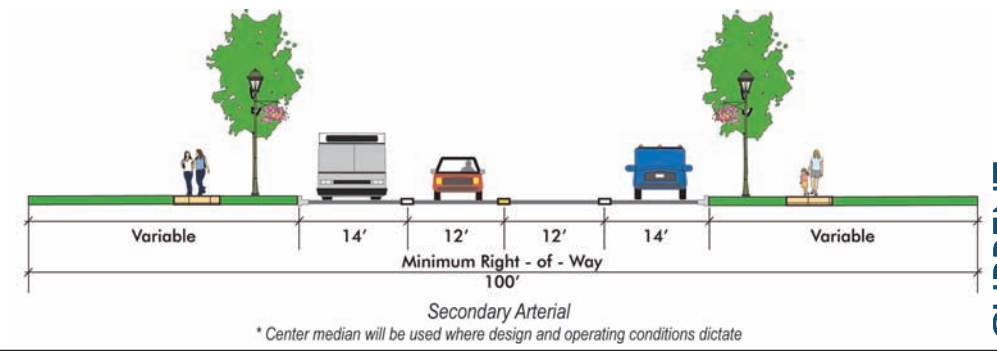 Variable 14' 12' 12' 14' Variable
Minimum Right - of - Way
100'
Secondary Arterial
* Center median will be used where design and operating conditions dictate